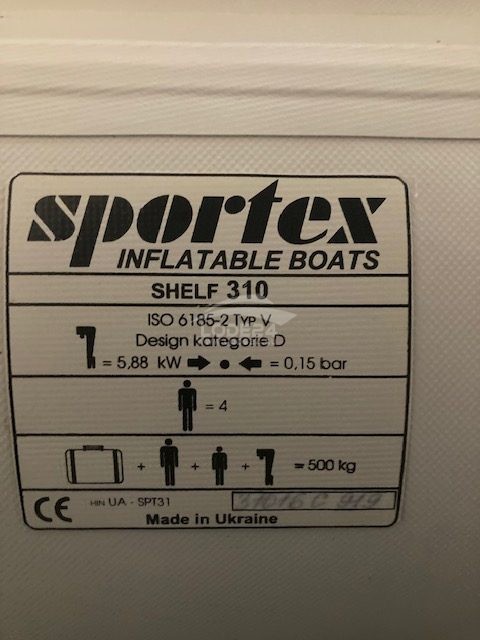 sportex
INFLATABLE BOATS
SHELF 310
ISO 6185-2 Typ V
Design kategorie D
= 5,88 kW = 0,15 bar
= 4
+ + + = 500 kg
CE HIN UA - SPT31
Made in Ukraine